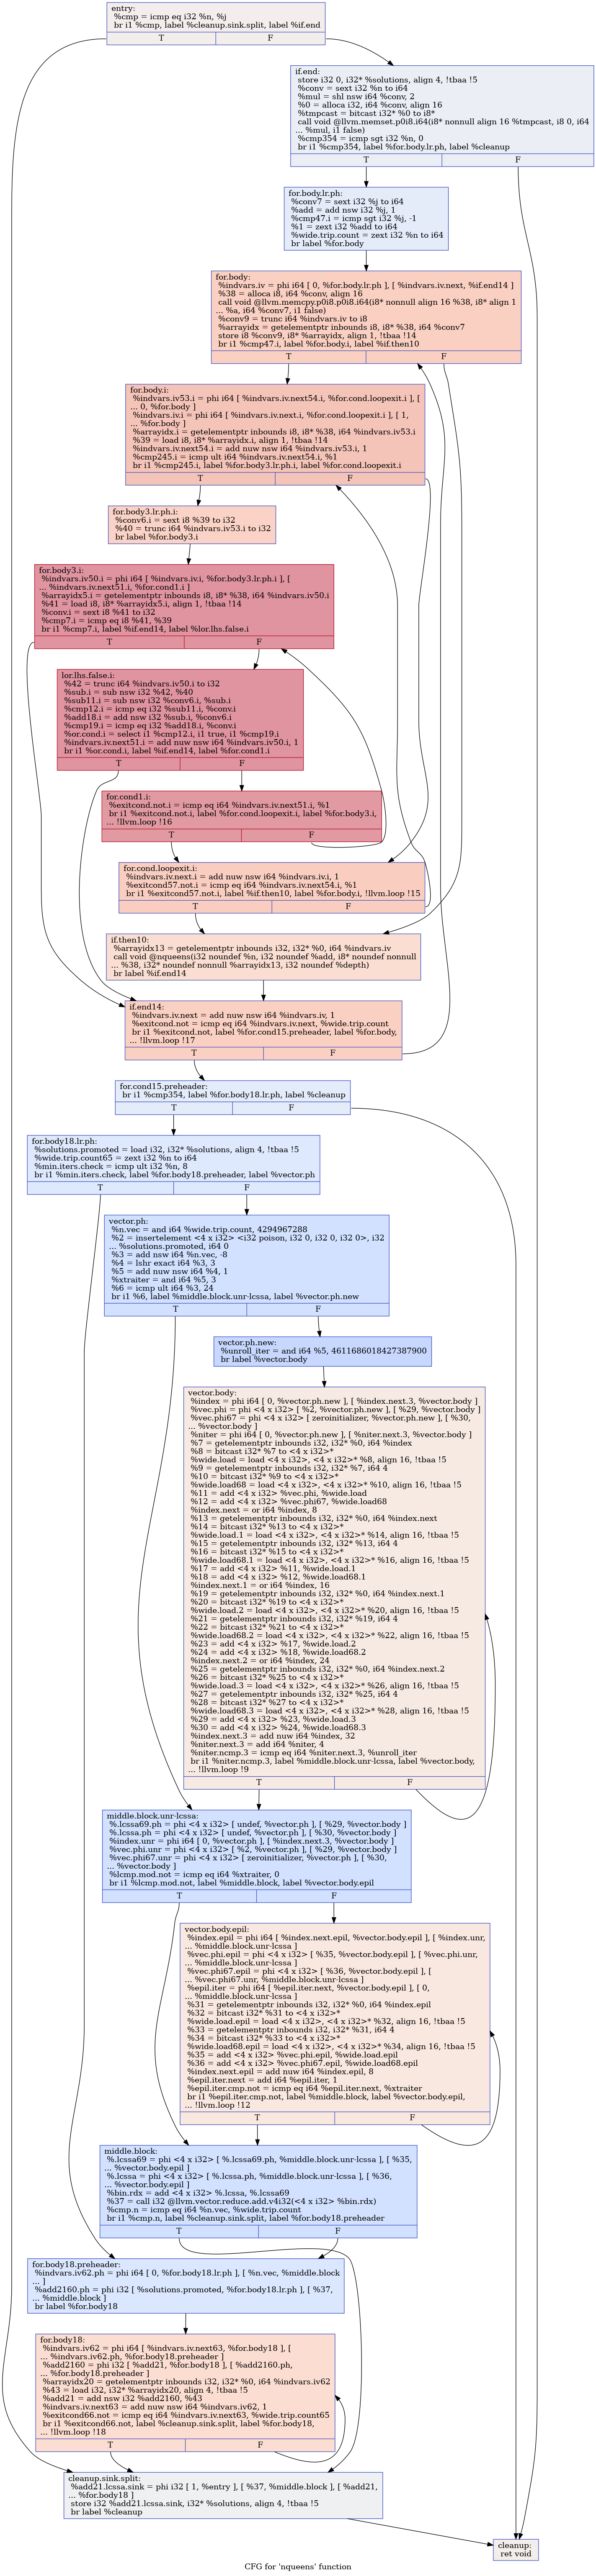 entry:
%cmp = icmp eq i32 %n, %j
br i1 %cmp, label %cleanup.sink.split, label %if.end
T F
if.end:
store i32 0, i32* %solutions, align 4, !tbaa !5
%conv = sext i32 %n to i64
%mul = shl nsw i64 %conv, 2
%0 = alloca i32, i64 %conv, align 16
%tmpcast = bitcast i32* %0 to i8*
call void @llvm.memset.p0i8.i64(i8* nonnull align 16 %tmpcast, i8 0, i64
... %mul, i1 false)
%cmp354 = icmp sgt i32 %n, 0
br i1 %cmp354, label %for.body.lr.ph, label %cleanup
T F
for.body.lr.ph:
%conv7 = sext i32 %j to i64
%add = add nsw i32 %j, 1
%cmp47.i = icmp sgt i32 %j, -1
%1 = zext i32 %add to i64
%wide.trip.count = zext i32 %n to i64
br label %for.body
for.body:
%indvars.iv = phi i64 [ 0, %for.body.lr.ph ], [ %indvars.iv.next, %if.end14 ]
%38 = alloca i8, i64 %conv, align 16
call void @llvm.memcpy.p0i8.p0i8.i64(i8* nonnull align 16 %38, i8* align 1
... %a, i64 %conv7, i1 false)
%conv9 = trunc i64 %indvars.iv to i8
%arrayidx = getelementptr inbounds i8, i8* %38, i64 %conv7
store i8 %conv9, i8* %arrayidx, align 1, !tbaa !14
br i1 %cmp47.i, label %for.body.i, label %if.then10
T F
for.body.i:
%indvars.iv53.i = phi i64 [ %indvars.iv.next54.i, %for.cond.loopexit.i ], [
... 0, %for.body ]
%indvars.iv.i = phi i64 [ %indvars.iv.next.i, %for.cond.loopexit.i ], [ 1,
... %for.body ]
%arrayidx.i = getelementptr inbounds i8, i8* %38, i64 %indvars.iv53.i
%39 = load i8, i8* %arrayidx.i, align 1, !tbaa !14
%indvars.iv.next54.i = add nuw nsw i64 %indvars.iv53.i, 1
%cmp245.i = icmp ult i64 %indvars.iv.next54.i, %1
br i1 %cmp245.i, label %for.body3.lr.ph.i, label %for.cond.loopexit.i
T F
for.body3.lr.ph.i:
%conv6.i = sext i8 %39 to i32
%40 = trunc i64 %indvars.iv53.i to i32
br label %for.body3.i
for.body3.i:
%indvars.iv50.i = phi i64 [ %indvars.iv.i, %for.body3.lr.ph.i ], [
... %indvars.iv.next51.i, %for.cond1.i ]
%arrayidx5.i = getelementptr inbounds i8, i8* %38, i64 %indvars.iv50.i
%41 = load i8, i8* %arrayidx5.i, align 1, !tbaa !14
%conv.i = sext i8 %41 to i32
%cmp7.i = icmp eq i8 %41, %39
br i1 %cmp7.i, label %if.end14, label %lor.lhs.false.i
T F
lor.lhs.false.i:
%42 = trunc i64 %indvars.iv50.i to i32
%sub.i = sub nsw i32 %42, %40
%sub11.i = sub nsw i32 %conv6.i, %sub.i
%cmp12.i = icmp eq i32 %sub11.i, %conv.i
%add18.i = add nsw i32 %sub.i, %conv6.i
%cmp19.i = icmp eq i32 %add18.i, %conv.i
%or.cond.i = select i1 %cmp12.i, i1 true, i1 %cmp19.i
%indvars.iv.next51.i = add nuw nsw i64 %indvars.iv50.i, 1
br i1 %or.cond.i, label %if.end14, label %for.cond1.i
T F
for.cond1.i:
%exitcond.not.i = icmp eq i64 %indvars.iv.next51.i, %1
br i1 %exitcond.not.i, label %for.cond.loopexit.i, label %for.body3.i,
... !llvm.loop !16
T F
for.cond.loopexit.i:
%indvars.iv.next.i = add nuw nsw i64 %indvars.iv.i, 1
%exitcond57.not.i = icmp eq i64 %indvars.iv.next54.i, %1
br i1 %exitcond57.not.i, label %if.then10, label %for.body.i, !llvm.loop !15
T F
if.then10:
%arrayidx13 = getelementptr inbounds i32, i32* %0, i64 %indvars.iv
call void @nqueens(i32 noundef %n, i32 noundef %add, i8* noundef nonnull
... %38, i32* noundef nonnull %arrayidx13, i32 noundef %depth)
br label %if.end14
if.end14:
%indvars.iv.next = add nuw nsw i64 %indvars.iv, 1
%exitcond.not = icmp eq i64 %indvars.iv.next, %wide.trip.count
br i1 %exitcond.not, label %for.cond15.preheader, label %for.body,
... !llvm.loop !17
T F
for.cond15.preheader:
br i1 %cmp354, label %for.body18.lr.ph, label %cleanup
T F
for.body18.lr.ph:
%solutions.promoted = load i32, i32* %solutions, align 4, !tbaa !5
%wide.trip.count65 = zext i32 %n to i64
%min.iters.check = icmp ult i32 %n, 8
br i1 %min.iters.check, label %for.body18.preheader, label %vector.ph
T F
vector.ph:
%n.vec = and i64 %wide.trip.count, 4294967288
%2 = insertelement <4 x i32> <i32 poison, i32 0, i32 0, i32 0>, i32
... %solutions.promoted, i64 0
%3 = add nsw i64 %n.vec, -8
%4 = lshr exact i64 %3, 3
%5 = add nuw nsw i64 %4, 1
%xtraiter = and i64 %5, 3
%6 = icmp ult i64 %3, 24
br i1 %6, label %middle.block.unr-lcssa, label %vector.ph.new
T F
vector.ph.new:
%unroll_iter = and i64 %5, 4611686018427387900
br label %vector.body
vector.body:
%index = phi i64 [ 0, %vector.ph.new ], [ %index.next.3, %vector.body ]
%vec.phi = phi <4 x i32> [ %2, %vector.ph.new ], [ %29, %vector.body ]
%vec.phi67 = phi <4 x i32> [ zeroinitializer, %vector.ph.new ], [ %30,
... %vector.body ]
%niter = phi i64 [ 0, %vector.ph.new ], [ %niter.next.3, %vector.body ]
%7 = getelementptr inbounds i32, i32* %0, i64 %index
%8 = bitcast i32* %7 to <4 x i32>*
%wide.load = load <4 x i32>, <4 x i32>* %8, align 16, !tbaa !5
%9 = getelementptr inbounds i32, i32* %7, i64 4
%10 = bitcast i32* %9 to <4 x i32>*
%wide.load68 = load <4 x i32>, <4 x i32>* %10, align 16, !tbaa !5
%11 = add <4 x i32> %vec.phi, %wide.load
%12 = add <4 x i32> %vec.phi67, %wide.load68
%index.next = or i64 %index, 8
%13 = getelementptr inbounds i32, i32* %0, i64 %index.next
%14 = bitcast i32* %13 to <4 x i32>*
%wide.load.1 = load <4 x i32>, <4 x i32>* %14, align 16, !tbaa !5
%15 = getelementptr inbounds i32, i32* %13, i64 4
%16 = bitcast i32* %15 to <4 x i32>*
%wide.load68.1 = load <4 x i32>, <4 x i32>* %16, align 16, !tbaa !5
%17 = add <4 x i32> %11, %wide.load.1
%18 = add <4 x i32> %12, %wide.load68.1
%index.next.1 = or i64 %index, 16
%19 = getelementptr inbounds i32, i32* %0, i64 %index.next.1
%20 = bitcast i32* %19 to <4 x i32>*
%wide.load.2 = load <4 x i32>, <4 x i32>* %20, align 16, !tbaa !5
%21 = getelementptr inbounds i32, i32* %19, i64 4
%22 = bitcast i32* %21 to <4 x i32>*
%wide.load68.2 = load <4 x i32>, <4 x i32>* %22, align 16, !tbaa !5
%23 = add <4 x i32> %17, %wide.load.2
%24 = add <4 x i32> %18, %wide.load68.2
%index.next.2 = or i64 %index, 24
%25 = getelementptr inbounds i32, i32* %0, i64 %index.next.2
%26 = bitcast i32* %25 to <4 x i32>*
%wide.load.3 = load <4 x i32>, <4 x i32>* %26, align 16, !tbaa !5
%27 = getelementptr inbounds i32, i32* %25, i64 4
%28 = bitcast i32* %27 to <4 x i32>*
%wide.load68.3 = load <4 x i32>, <4 x i32>* %28, align 16, !tbaa !5
%29 = add <4 x i32> %23, %wide.load.3
%30 = add <4 x i32> %24, %wide.load68.3
%index.next.3 = add nuw i64 %index, 32
%niter.next.3 = add i64 %niter, 4
%niter.ncmp.3 = icmp eq i64 %niter.next.3, %unroll_iter
br i1 %niter.ncmp.3, label %middle.block.unr-lcssa, label %vector.body,
... !llvm.loop !9
T F
middle.block.unr-lcssa:
%.lcssa69.ph = phi <4 x i32> [ undef, %vector.ph ], [ %29, %vector.body ]
%.lcssa.ph = phi <4 x i32> [ undef, %vector.ph ], [ %30, %vector.body ]
%index.unr = phi i64 [ 0, %vector.ph ], [ %index.next.3, %vector.body ]
%vec.phi.unr = phi <4 x i32> [ %2, %vector.ph ], [ %29, %vector.body ]
%vec.phi67.unr = phi <4 x i32> [ zeroinitializer, %vector.ph ], [ %30,
... %vector.body ]
%lcmp.mod.not = icmp eq i64 %xtraiter, 0
br i1 %lcmp.mod.not, label %middle.block, label %vector.body.epil
T F
vector.body.epil:
%index.epil = phi i64 [ %index.next.epil, %vector.body.epil ], [ %index.unr,
... %middle.block.unr-lcssa ]
%vec.phi.epil = phi <4 x i32> [ %35, %vector.body.epil ], [ %vec.phi.unr,
... %middle.block.unr-lcssa ]
%vec.phi67.epil = phi <4 x i32> [ %36, %vector.body.epil ], [
... %vec.phi67.unr, %middle.block.unr-lcssa ]
%epil.iter = phi i64 [ %epil.iter.next, %vector.body.epil ], [ 0,
... %middle.block.unr-lcssa ]
%31 = getelementptr inbounds i32, i32* %0, i64 %index.epil
%32 = bitcast i32* %31 to <4 x i32>*
%wide.load.epil = load <4 x i32>, <4 x i32>* %32, align 16, !tbaa !5
%33 = getelementptr inbounds i32, i32* %31, i64 4
%34 = bitcast i32* %33 to <4 x i32>*
%wide.load68.epil = load <4 x i32>, <4 x i32>* %34, align 16, !tbaa !5
%35 = add <4 x i32> %vec.phi.epil, %wide.load.epil
%36 = add <4 x i32> %vec.phi67.epil, %wide.load68.epil
%index.next.epil = add nuw i64 %index.epil, 8
%epil.iter.next = add i64 %epil.iter, 1
%epil.iter.cmp.not = icmp eq i64 %epil.iter.next, %xtraiter
br i1 %epil.iter.cmp.not, label %middle.block, label %vector.body.epil,
... !llvm.loop !12
T F
middle.block:
%.lcssa69 = phi <4 x i32> [ %.lcssa69.ph, %middle.block.unr-lcssa ], [ %35,
... %vector.body.epil ]
%.lcssa = phi <4 x i32> [ %.lcssa.ph, %middle.block.unr-lcssa ], [ %36,
... %vector.body.epil ]
%bin.rdx = add <4 x i32> %.lcssa, %.lcssa69
%37 = call i32 @llvm.vector.reduce.add.v4i32(<4 x i32> %bin.rdx)
%cmp.n = icmp eq i64 %n.vec, %wide.trip.count
br i1 %cmp.n, label %cleanup.sink.split, label %for.body18.preheader
T F
for.body18.preheader:
%indvars.iv62.ph = phi i64 [ 0, %for.body18.lr.ph ], [ %n.vec, %middle.block
... ]
%add2160.ph = phi i32 [ %solutions.promoted, %for.body18.lr.ph ], [ %37,
... %middle.block ]
br label %for.body18
for.body18:
%indvars.iv62 = phi i64 [ %indvars.iv.next63, %for.body18 ], [
... %indvars.iv62.ph, %for.body18.preheader ]
%add2160 = phi i32 [ %add21, %for.body18 ], [ %add2160.ph,
... %for.body18.preheader ]
%arrayidx20 = getelementptr inbounds i32, i32* %0, i64 %indvars.iv62
%43 = load i32, i32* %arrayidx20, align 4, !tbaa !5
%add21 = add nsw i32 %add2160, %43
%indvars.iv.next63 = add nuw nsw i64 %indvars.iv62, 1
%exitcond66.not = icmp eq i64 %indvars.iv.next63, %wide.trip.count65
br i1 %exitcond66.not, label %cleanup.sink.split, label %for.body18,
... !llvm.loop !18
T F
cleanup.sink.split:
%add21.lcssa.sink = phi i32 [ 1, %entry ], [ %37, %middle.block ], [ %add21,
... %for.body18 ]
store i32 %add21.lcssa.sink, i32* %solutions, align 4, !tbaa !5
br label %cleanup
cleanup:
ret void
CFG for 'nqueens' function